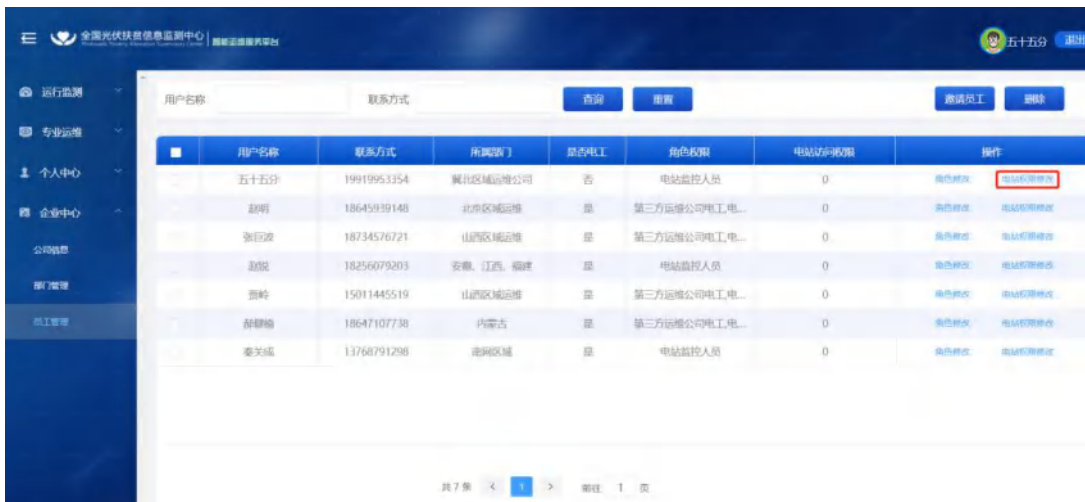 全国光伏扶贫信息监测中心 智能运维服务平台 五十五分 退出
运行监测
专业运维
个人中心
企业中心
公司信息
部门管理
员工管理
用户名称 联系方式 查询 重置 邀请员工 删除
用户名称 联系方式 所属部门 是否电工 角色权限 电站访问权限 操作
五十五分 19919953354 冀北区域运维公司 否 电站监控人员 0 角色修改 电站权限修改
赵明 18645939148 北京区域运维 是 第三方运维公司电工,电... 0 角色修改 电站权限修改
张巨波 18734576721 山西区域运维 是 第三方运维公司电工,电... 0 角色修改 电站权限修改
赵悦 18256079203 安徽、江西、福建 是 电站监控人员 0 角色修改 电站权限修改
贾岭 15011445519 山西区域运维 是 第三方运维公司电工,电... 0 角色修改 电站权限修改
18647107738 内蒙古 是 第三方运维公司电工,电... 0 角色修改 电站权限修改
秦关成 13768791298 南网区域 是 电站监控人员 0 角色修改 电站权限修改
共 7 条 < 1 > 前往 1 页